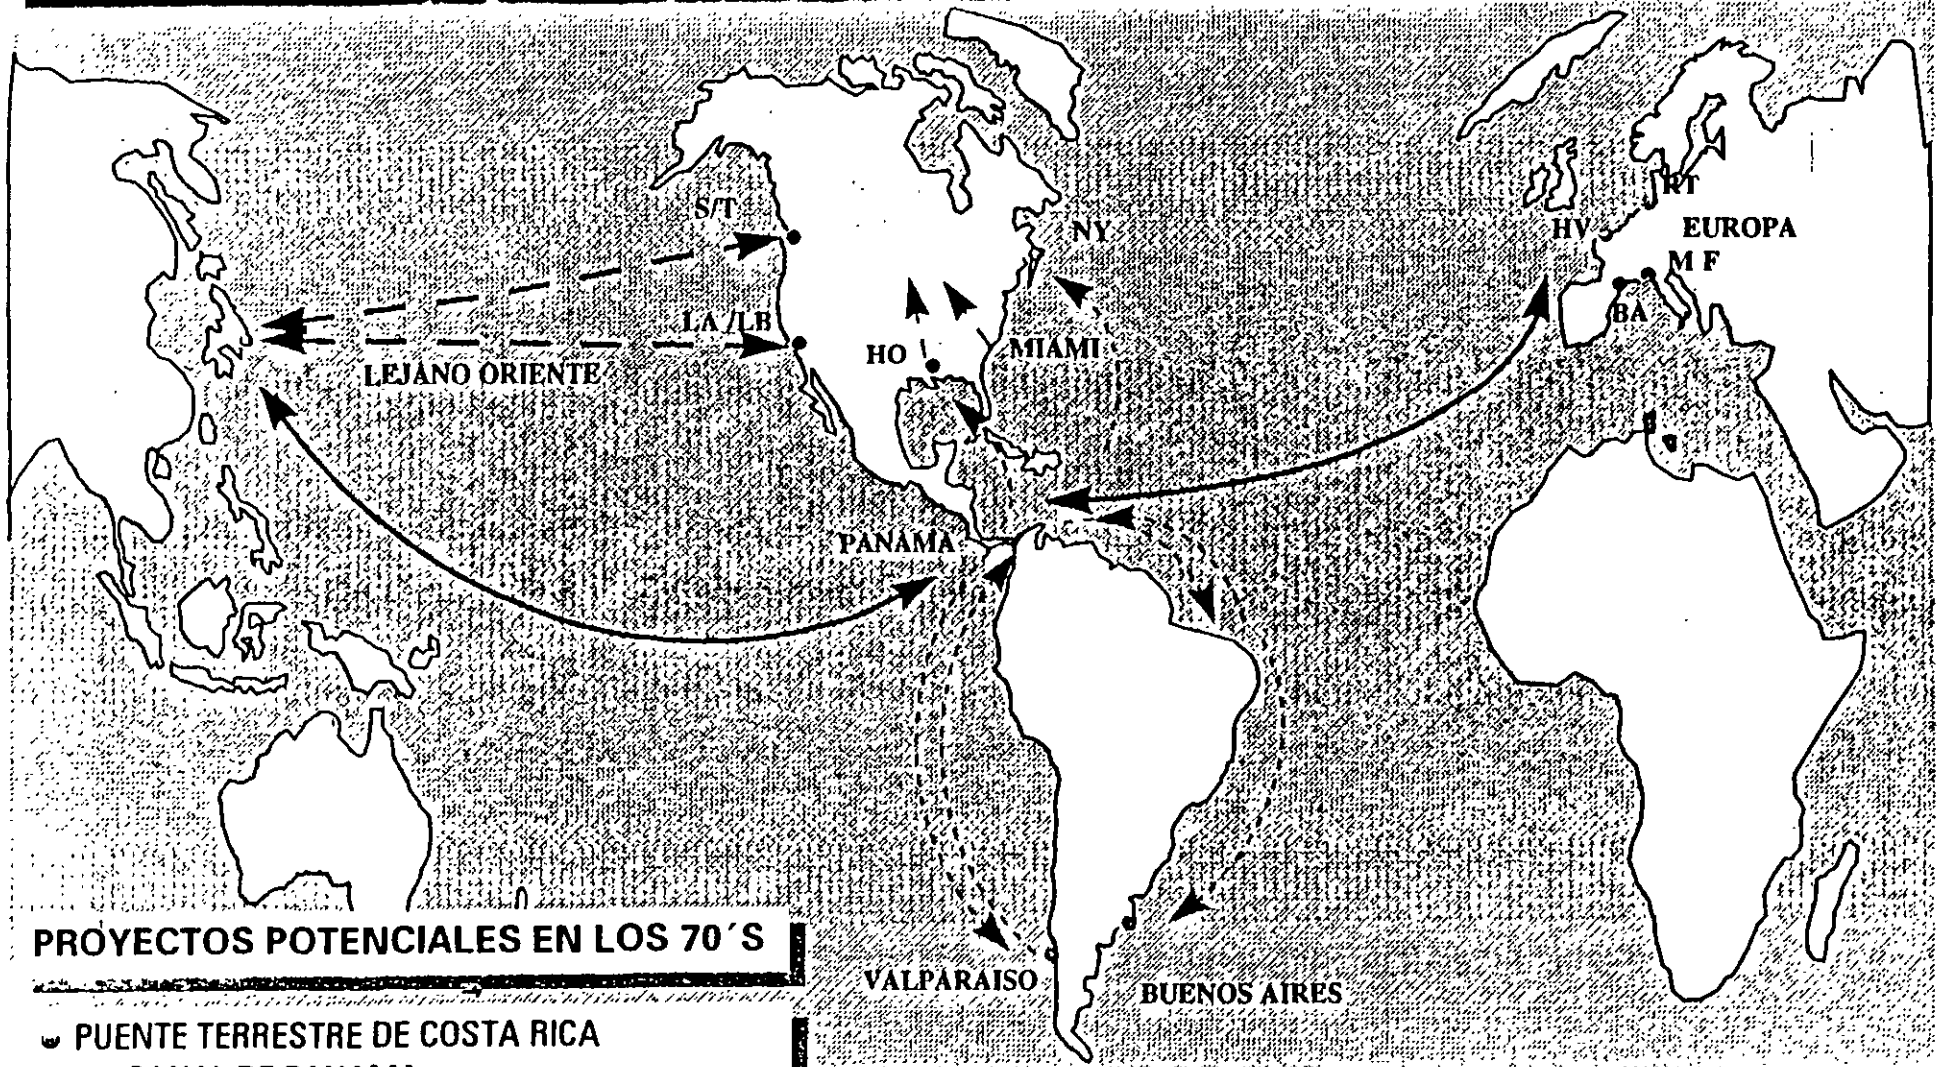 S/T
NY
RT
HV
EUROPA
M F
LA /LB
BA
HO
MIAMI
LEJANO ORIENTE
PANAMA
PROYECTOS POTENCIALES EN LOS 70´S
VALPARAISO
BUENOS AIRES
PUENTE TERRESTRE DE COSTA RICA